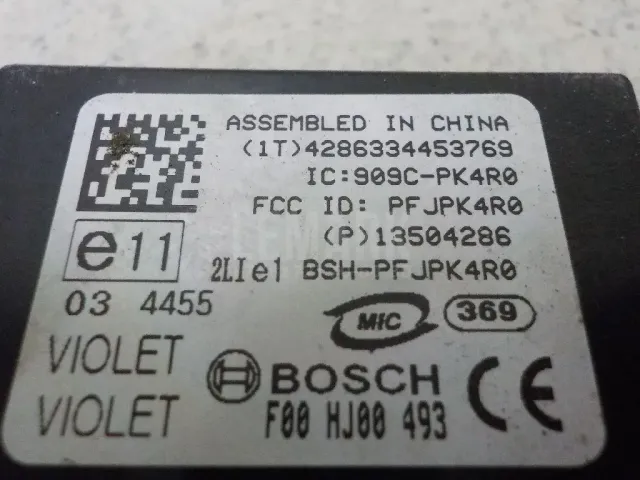 ASSEMBLED IN CHINA
(1T)4286334453769
IC:909C-PK4R0
FCC ID: PFJPK4R0
(P)13504286
e11
2LIe1 BSH-PFJPK4R0
03 4455
MIC
369
VIOLET
BOSCH
CE
VIOLET
F00 HJ00 493